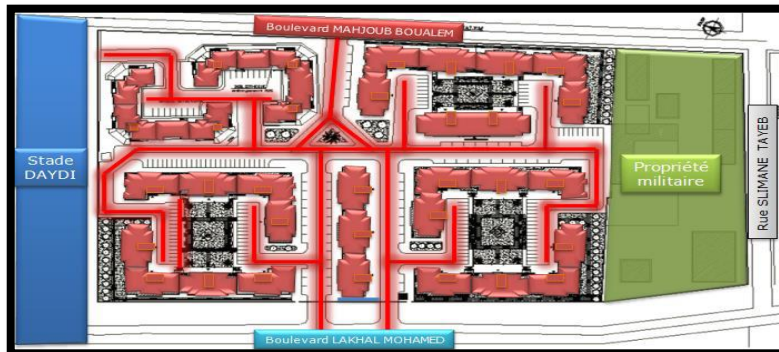 Boulevard MAHJOUB BOUALEM
Stade
DAYDI
Propriété
militaire
Rue SLIMANE TAYEB
Boulevard LAKHAL MOHAMED